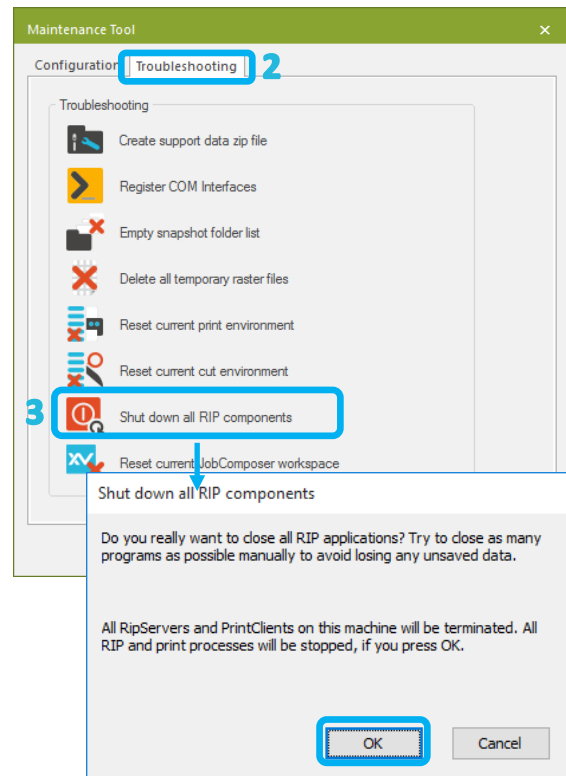 Maintenance Tool
Configuration Troubleshooting 2
Troubleshooting
Create support data zip file
Register COM Interfaces
Empty snapshot folder list
Delete all temporary raster files
Reset current print environment
Reset current cut environment
3 Shut down all RIP components
Reset current JobComposer workspace
Shut down all RIP components
Do you really want to close all RIP applications? Try to close as many
programs as possible manually to avoid losing any unsaved data.
All RipServers and PrintClients on this machine will be terminated. All
RIP and print processes will be stopped, if you press OK.
OK Cancel